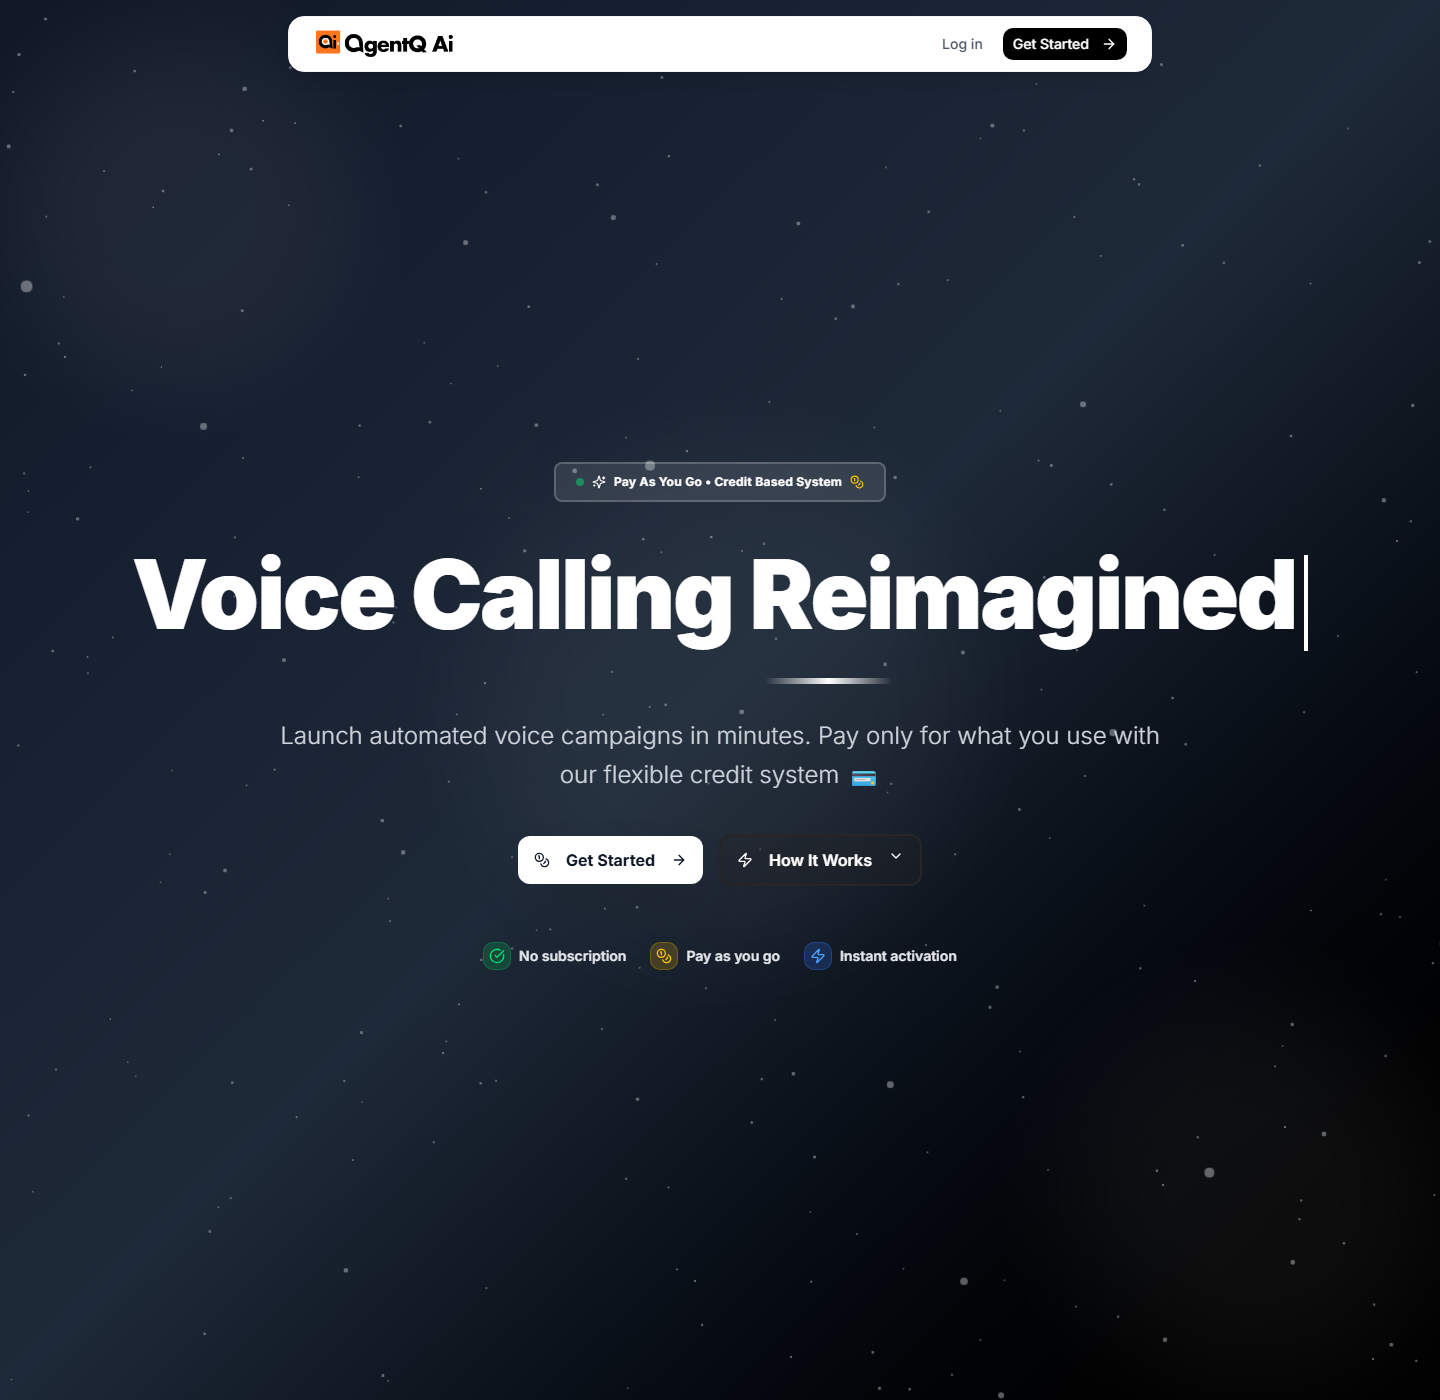 Qi QgentQ Ai
Log in
Get Started
Pay As You Go • Credit Based System
Voice Calling Reimagined
Launch automated voice campaigns in minutes. Pay only for what you use with
our flexible credit system
Get Started
How It Works
No subscription
Pay as you go
Instant activation